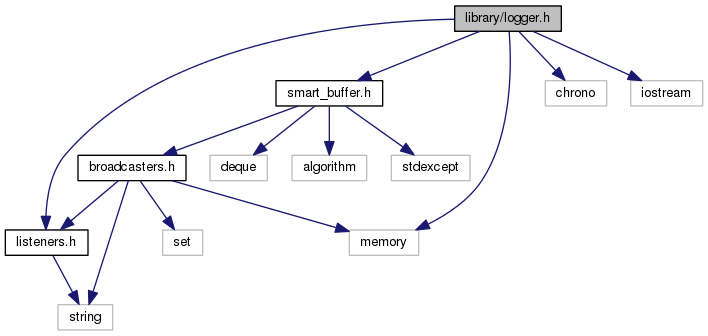 library/logger.h
smart_buffer.h
chrono
iostream
broadcasters.h
deque
algorithm
stdexcept
listeners.h
set
memory
string